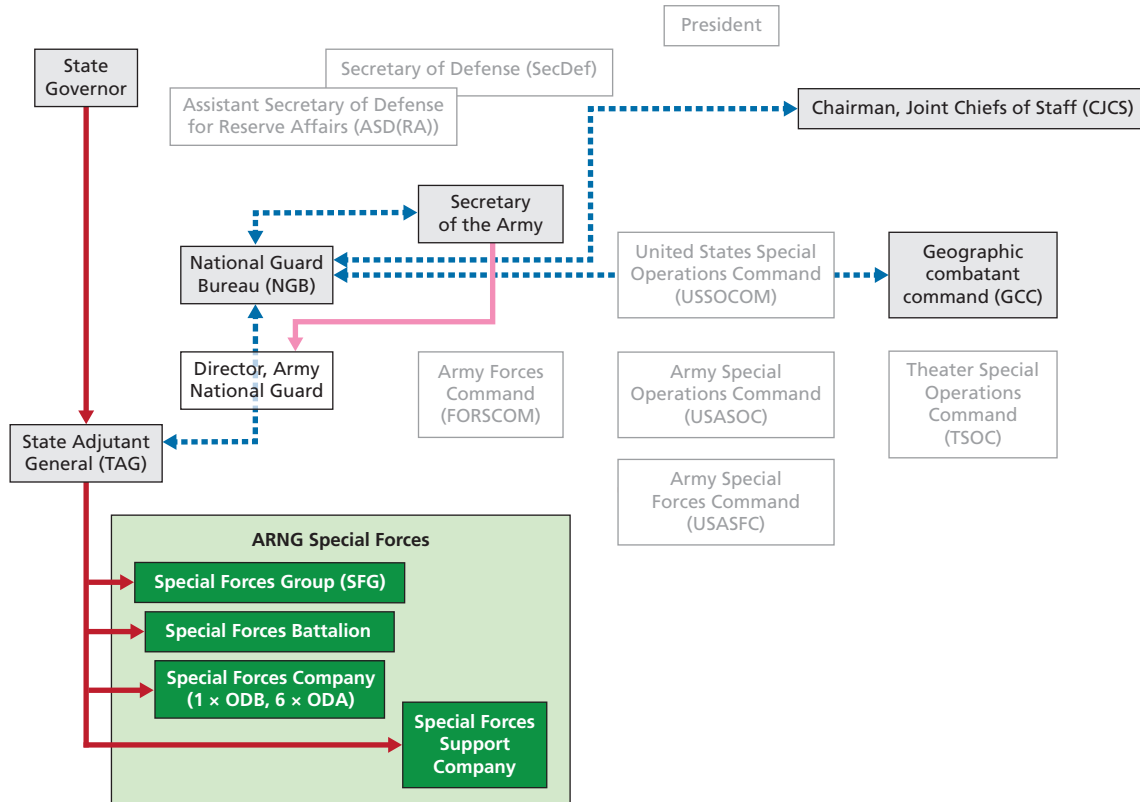 President
State
Governor
Secretary of Defense (SecDef)
Assistant Secretary of Defense
for Reserve Affairs (ASD(RA))
Chairman, Joint Chiefs of Staff (CJCS)
Secretary
of the Army
National Guard
Bureau (NGB)
United States Special
Operations Command
(USSOCOM)
Geographic
combatant
command (GCC)
Director, Army
National Guard
Army Forces
Command
(FORSCOM)
Army Special
Operations Command
(USASOC)
Theater Special
Operations
Command
(TSOC)
State Adjutant
General (TAG)
Army Special
Forces Command
(USASFC)
ARNG Special Forces
Special Forces Group (SFG)
Special Forces Battalion
Special Forces Company
(1 × ODB, 6 × ODA)
Special Forces
Support
Company